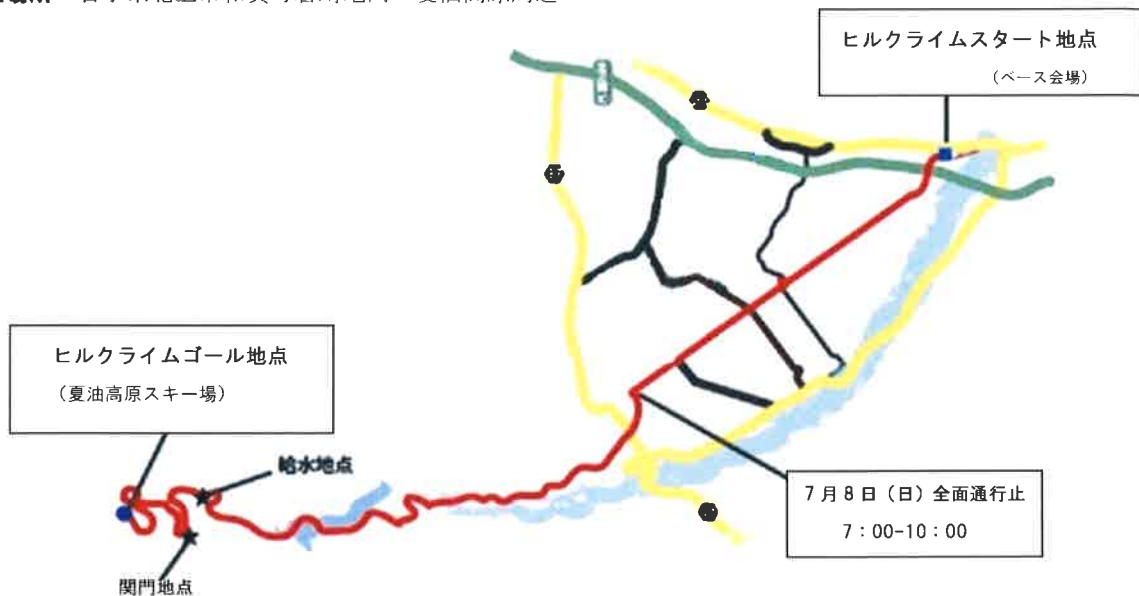 ヒルクライムスタート地点
(ベース会場)
ヒルクライムゴール地点
(夏油高原スキー場)
給水地点
関門地点
7月8日(日)全面通行止
7:00-10:00